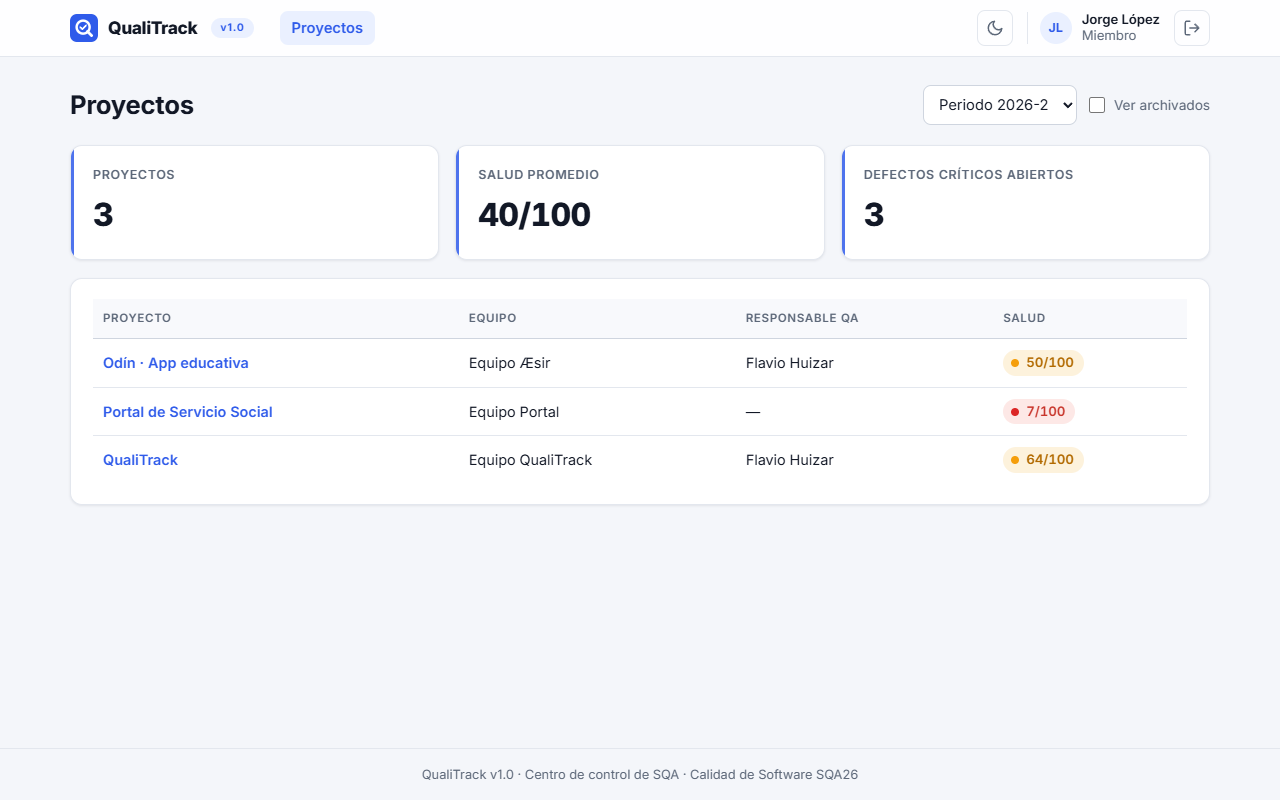 QualiTrack v1.0 Proyectos JL Jorge López
Miembro
Proyectos
Periodo 2026-2 Ver archivados
PROYECTOS
3
SALUD PROMEDIO
40/100
DEFECTOS CRÍTICOS ABIERTOS
3
PROYECTO EQUIPO RESPONSABLE QA SALUD
Odín · App educativa Equipo Æsir Flavio Huizar 50/100
Portal de Servicio Social Equipo Portal — 7/100
QualiTrack Equipo QualiTrack Flavio Huizar 64/100
QualiTrack v1.0 · Centro de control de SQA · Calidad de Software SQA26